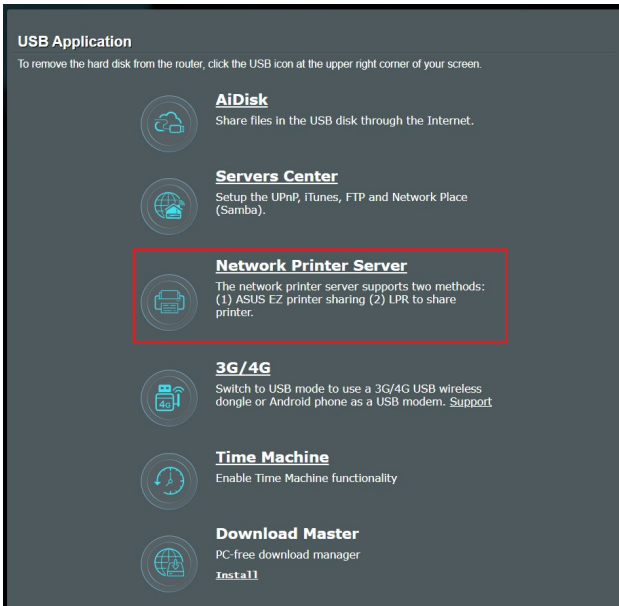 USB Application
To remove the hard disk from the router, click the USB icon at the upper right corner of your screen.
AiDisk
Share files in the USB disk through the Internet.
Servers Center
Setup the UPnP, iTunes, FTP and Network Place
(Samba).
Network Printer Server
The network printer server supports two methods:
(1) ASUS EZ printer sharing (2) LPR to share
printer.
3G/4G
Switch to USB mode to use a 3G/4G USB wireless
dongle or Android phone as a USB modem. Support
4G
Time Machine
Enable Time Machine functionality
Download Master
PC-free download manager
Install